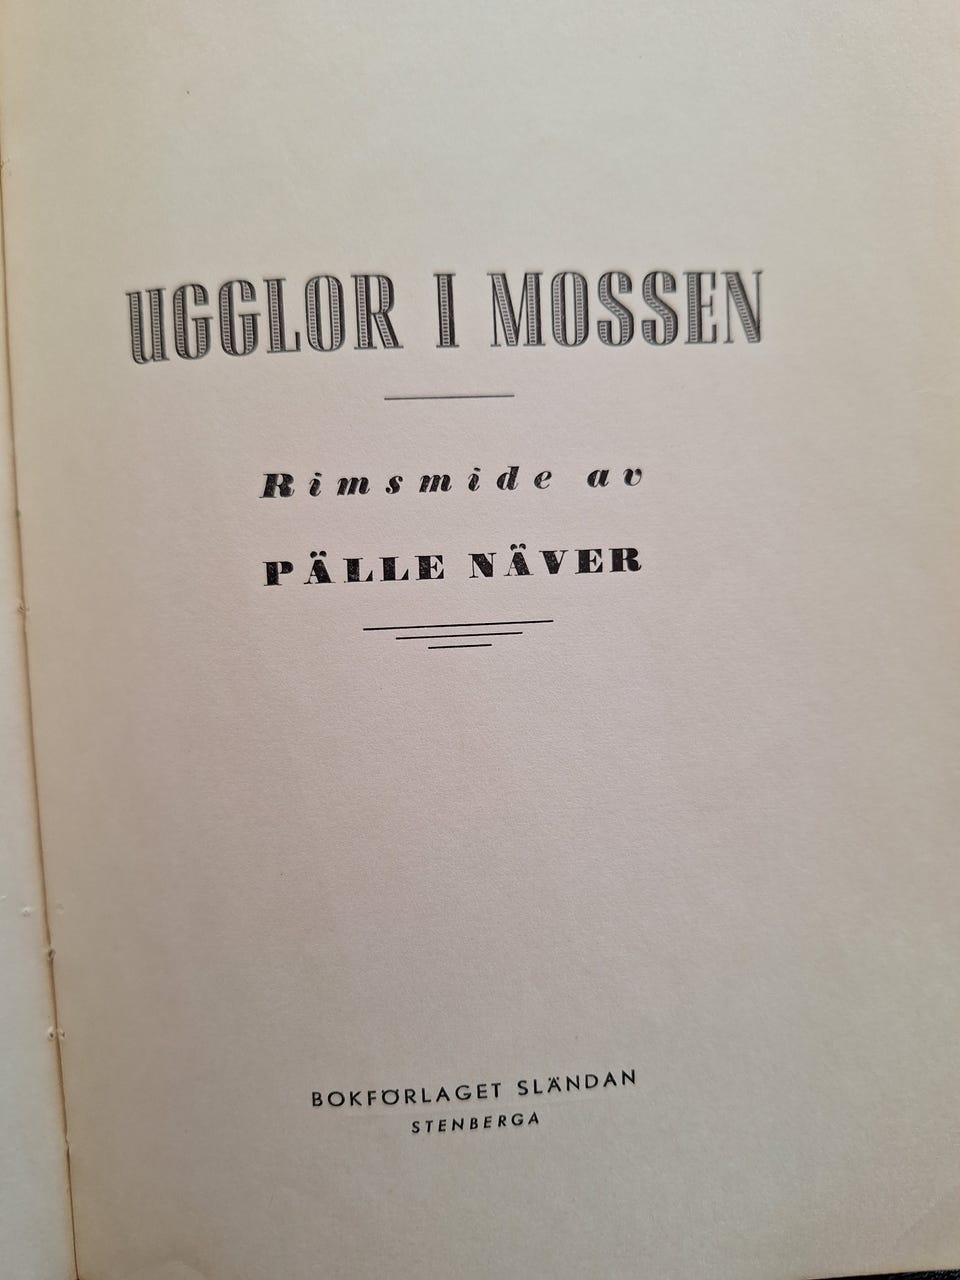 UGGLOR I MOSSEN
Rimsmide av
PÄLLE NÄVER
BOKFÖRLAGET SLÄNDAN
STENBERGA